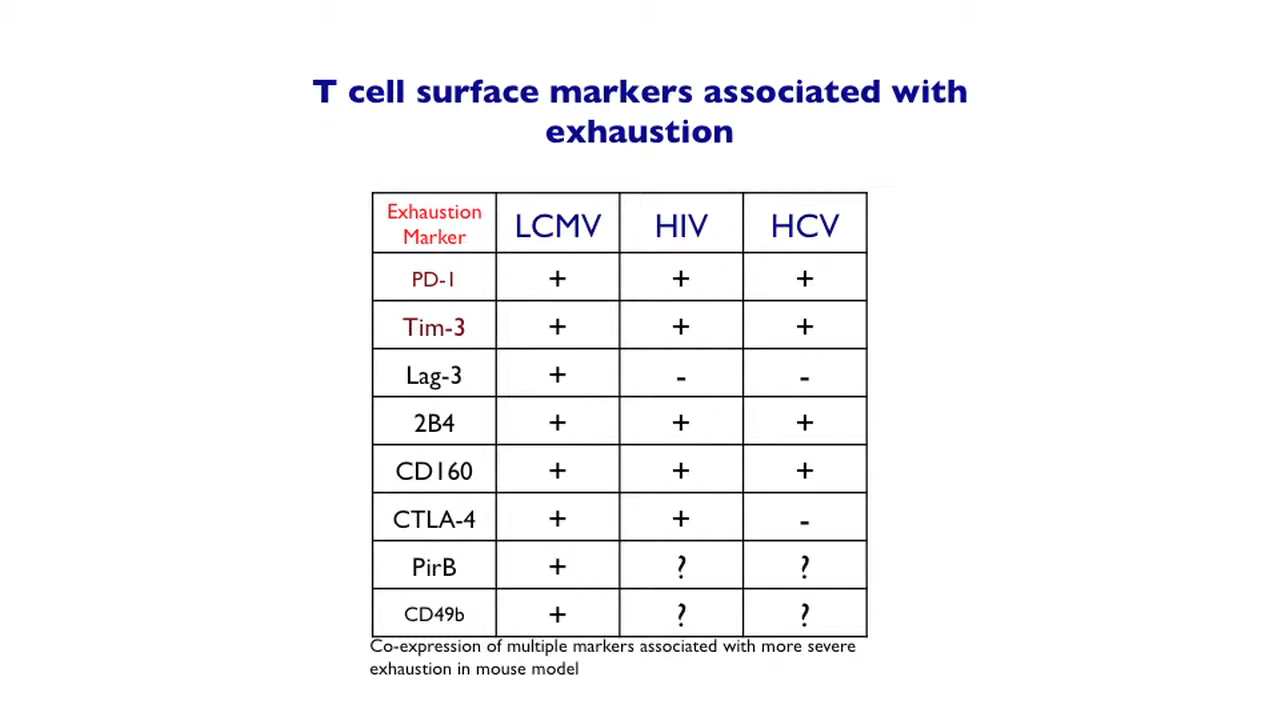 T cell surface markers associated with
exhaustion
Exhaustion
Marker
LCMV HIV HCV
PD-1 + + +
Tim-3 + + +
Lag-3 + - -
2B4 + + +
CD160 + + +
CTLA-4 + + -
PirB + ? ?
CD49b + ? ?
Co-expression of multiple markers associated with more severe
exhaustion in mouse model